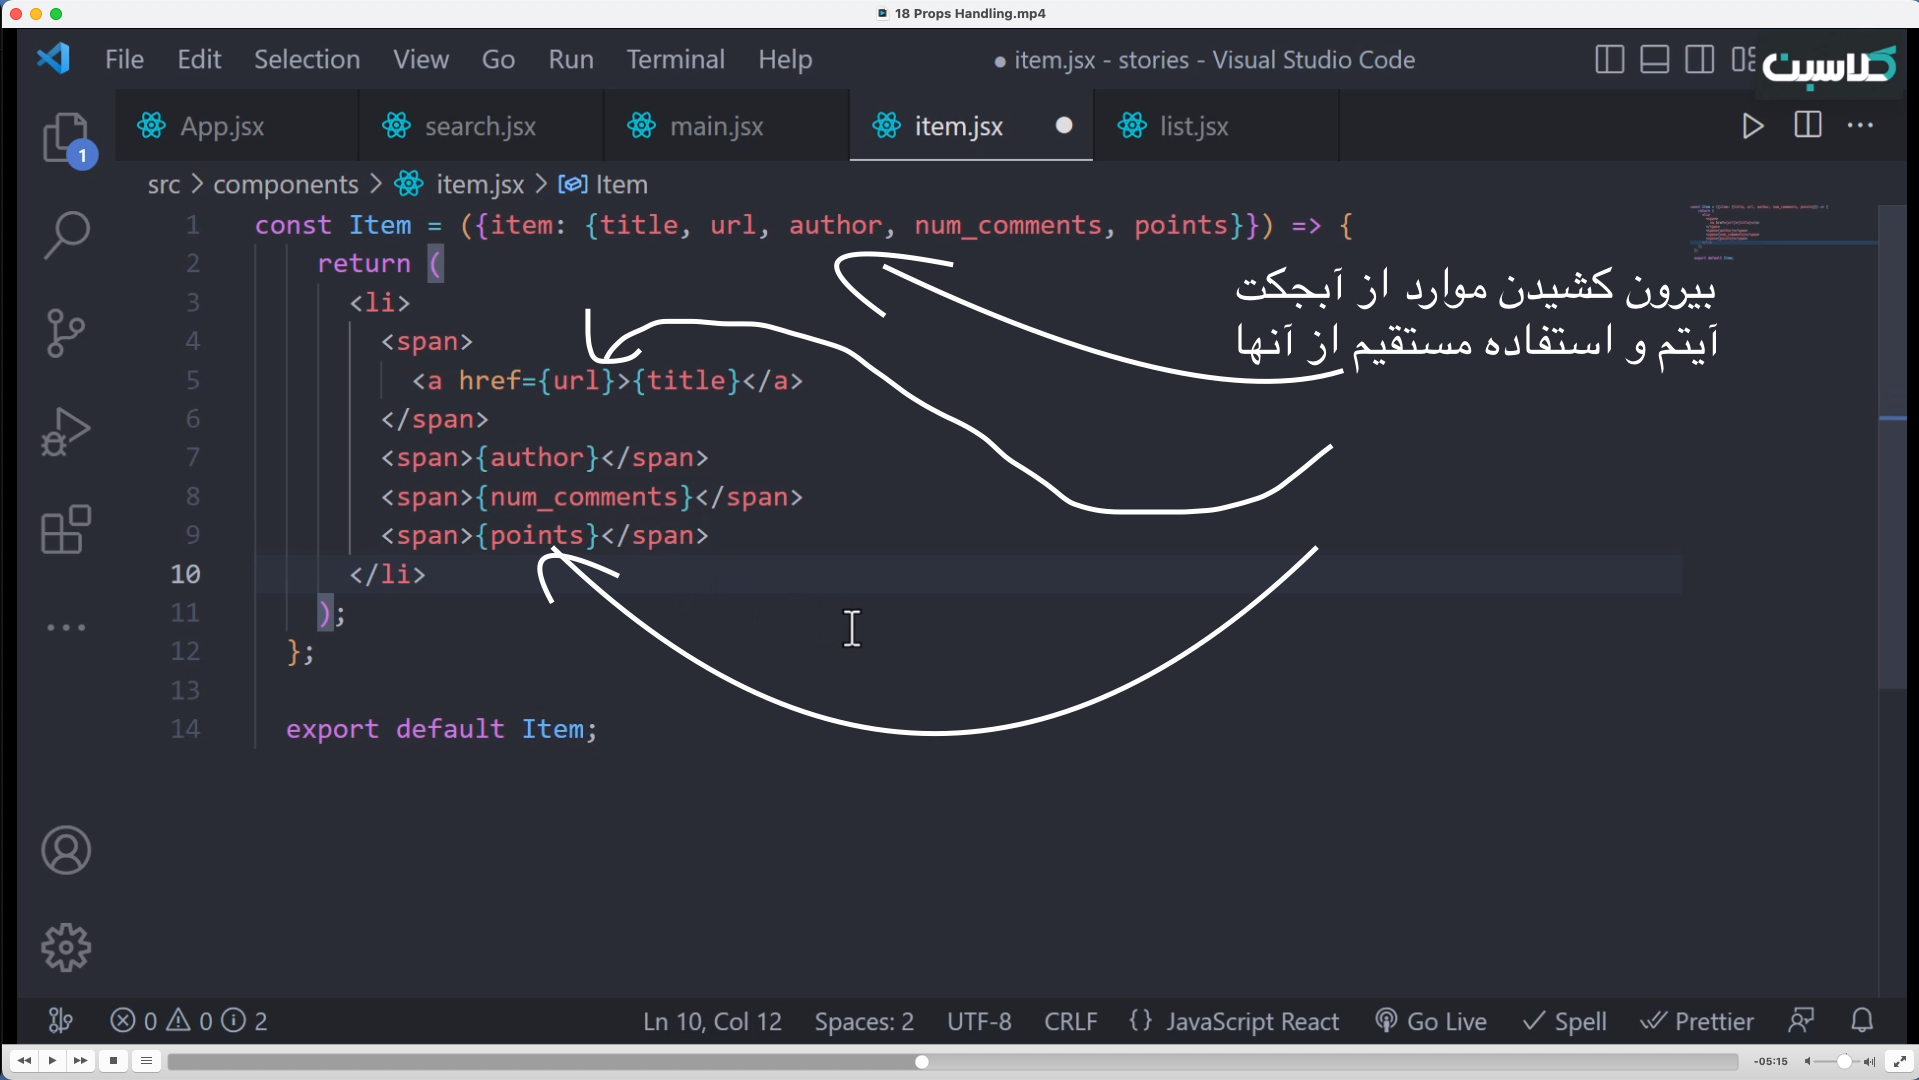 18 Props Handling.mp4
File Edit Selection View Go Run Terminal Help
● item.jsx - stories - Visual Studio Code
کلاسبت
App.jsx search.jsx main.jsx item.jsx list.jsx
1
src > components > item.jsx > Item
1 const Item = ({item: {title, url, author, num_comments, points}}) => {
2 return (
3 <li>
4 <span>
5 <a href={url}>{title}</a>
6 </span>
7 <span>{author}</span>
8 <span>{num_comments}</span>
9 <span>{points}</span>
10 </li>
11 );
12 };
13
14 export default Item;
بیرون کشیدن موارد از آبجکت
آیتم و استفاده مستقیم از آنها
0 0 2
Ln 10, Col 12 Spaces: 2 UTF-8 CRLF {} JavaScript React Go Live Spell Prettier
-05:15